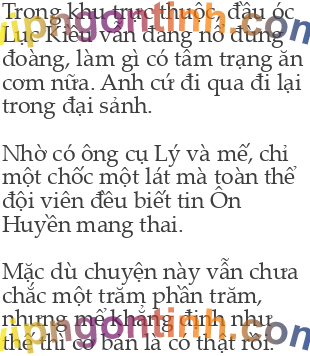 Trong khu trực thuộc, đầu óc
Lục Kiêu vẫn đang nổ đùng
đoàng, làm gì có tâm trạng ăn
cơm nữa. Anh cứ đi qua đi lại
trong đại sảnh.
Nhờ có ông cụ Lý và mế, chỉ
một chốc một lát mà toàn thể
đội viên đều biết tin Ôn
Huyền mang thai.
Mặc dù chuyện này vẫn chưa
chắc một trăm phần trăm,
nhưng mế khẳng định như
thế thì cơ bản là có thật rồi.